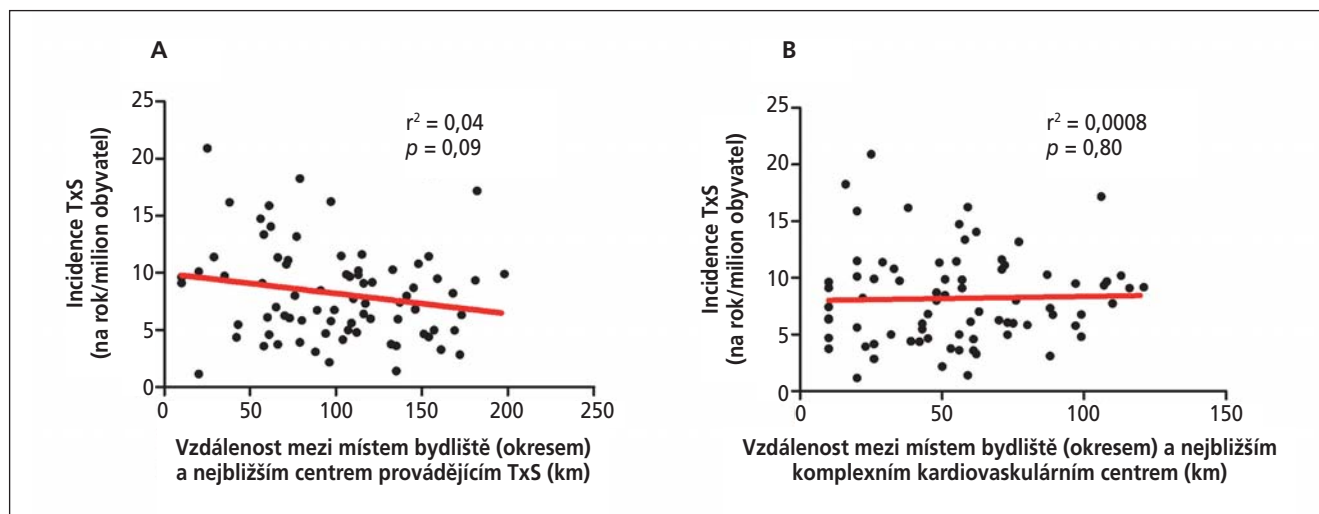 A
Incidence TxS
(na rok/milion obyvatel)
25
20
15
10
5
0
r² = 0,04
p = 0,09
0
50
100
150
200
250
Vzdálenost mezi místem bydliště (okresem)
a nejbližším centrem provádějícím TxS (km)
B
Incidence TxS
(na rok/milion obyvatel)
25
20
15
10
5
0
r² = 0,0008
p = 0,80
0
50
100
150
Vzdálenost mezi místem bydliště (okresem) a nejbližším
komplexním kardiovaskulárním centrem (km)